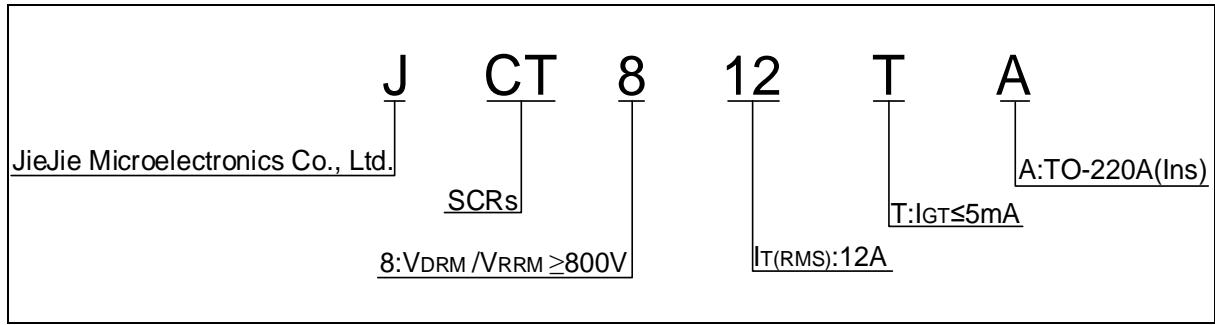 J CT 8 12 T A
JieJie Microelectronics Co., Ltd.
A:TO-220A(Ins)
SCRs
T:IGT≤5mA
8:VDRM /VRRM ≥800V
IT(RMS):12A